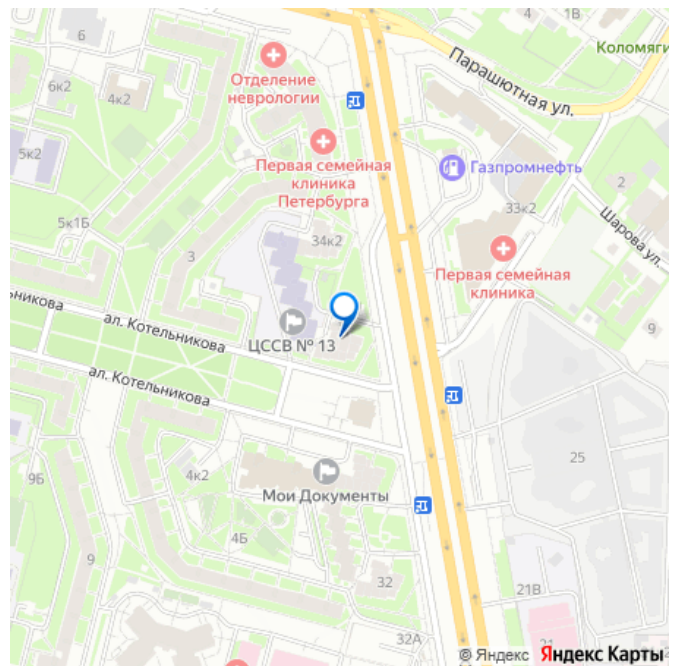 4
1В
6
Коломяги
Отделение
неврологии
Парашютная ул.
6к2
4к2
5к2
Первая семейная
клиника
Петербурга
Газпромнефть
2
33к2
5к1Б
34к2
Шарова ул.
3
Первая семейная
клиника
ьникова
ал. Котельникова
ЦССВ № 13
9
ал. Котельникова
25
9Б
4к2
Мои Документы
4Б
9
32
21В
32А
21
© Яндекс Яндекс Карты